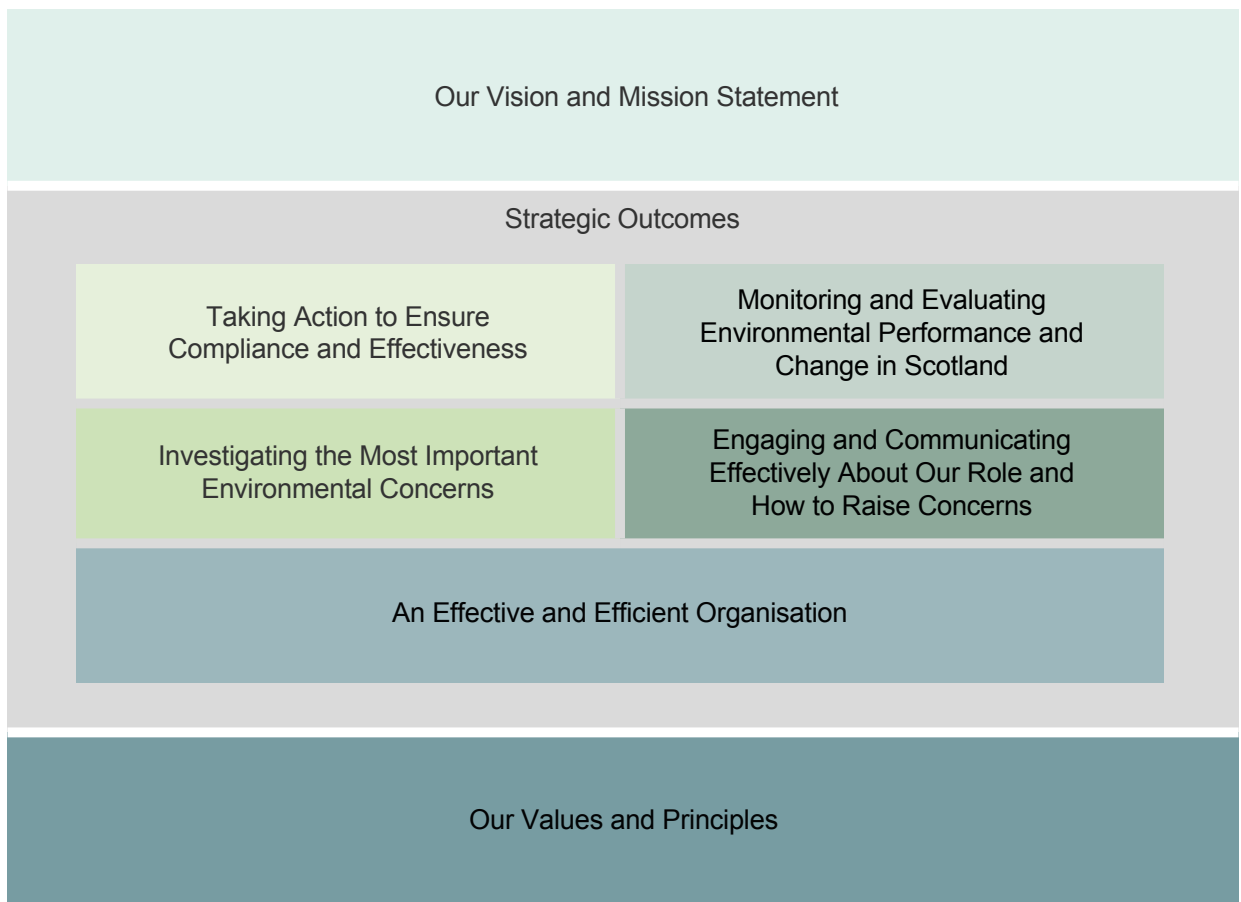 Our Vision and Mission Statement
Strategic Outcomes
Taking Action to Ensure
Compliance and Effectiveness
Monitoring and Evaluating
Environmental Performance and
Change in Scotland
Investigating the Most Important
Environmental Concerns
Engaging and Communicating
Effectively About Our Role and
How to Raise Concerns
An Effective and Efficient Organisation
Our Values and Principles